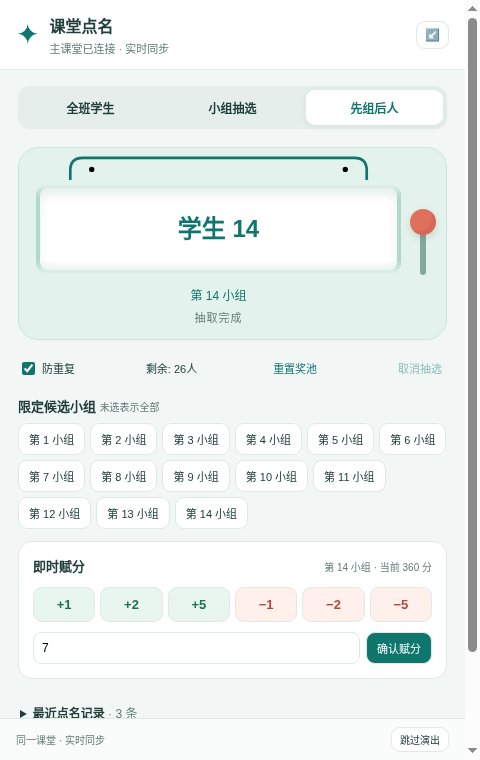 课堂点名
主课堂已连接 · 实时同步
全班学生 小组抽选 先组后人
学生 14
第 14 小组
抽取完成
防重复 剩余: 26人 重置奖池 取消抽选
限定候选小组 未选表示全部
第 1 小组 第 2 小组 第 3 小组 第 4 小组 第 5 小组 第 6 小组
第 7 小组 第 8 小组 第 9 小组 第 10 小组 第 11 小组
第 12 小组 第 13 小组 第 14 小组
即时赋分 第 14 小组 · 当前 360 分
+1 +2 +5 −1 −2 −5
7 确认赋分
最近点名记录 · 3 条
同一课堂 · 实时同步 跳过演出